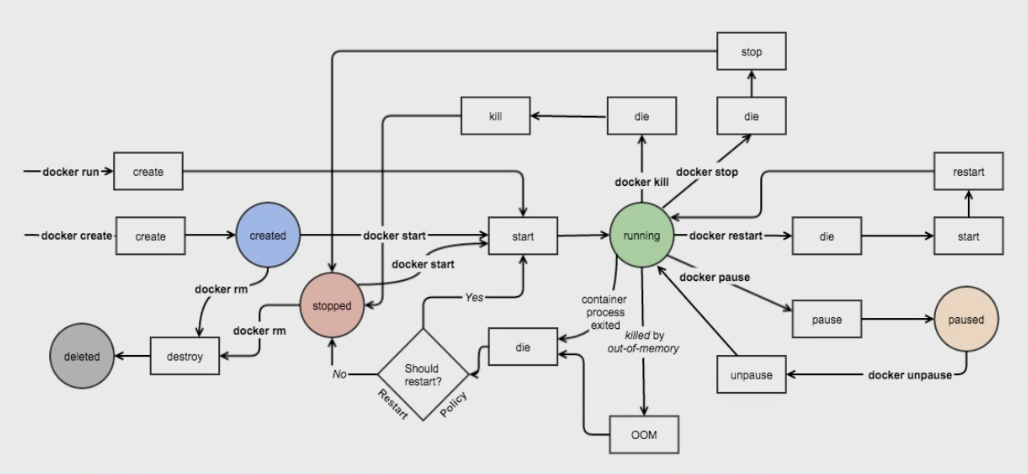 stop
kill
die
die
docker run
create
docker kill
docker stop
restart
docker create
create
created
docker start
start
running
docker restart
die
start
docker start
docker pause
docker rm
stopped
Yes
container
process
exited
pause
paused
docker rm
killed by
out-of-memory
deleted
destroy
No
Should
restart?
Restart
Policy
die
unpause
docker unpause
OOM